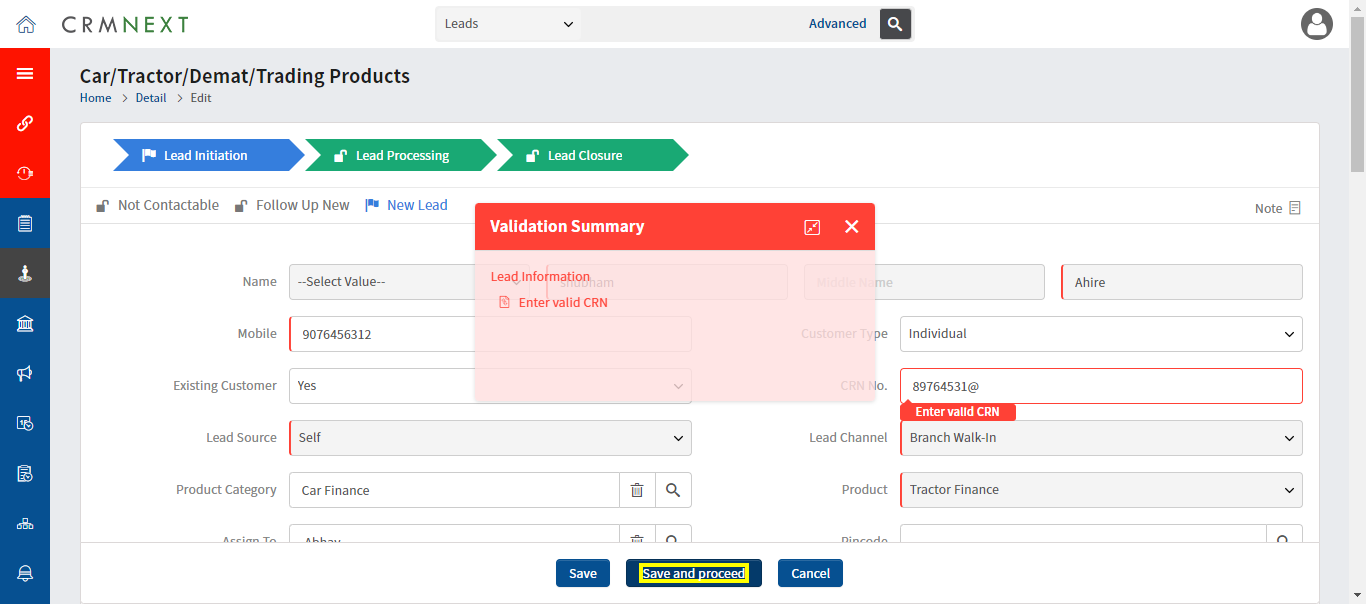 CRMNEXT
Leads
Advanced
Car/Tractor/Demat/Trading Products
Home > Detail > Edit
Lead Initiation
Lead Processing
Lead Closure
Not Contactable
Follow Up New
New Lead
Note
Validation Summary
Lead Information
Enter valid CRN
Name
--Select Value--
shubham
Middle Name
Ahire
Mobile
9076456312
Customer Type
Individual
Existing Customer
Yes
CRN No.
89764531@
Enter valid CRN
Lead Source
Self
Lead Channel
Branch Walk-In
Product Category
Car Finance
Product
Tractor Finance
Assign To
Abhay
Pincode
Save
Save and proceed
Cancel